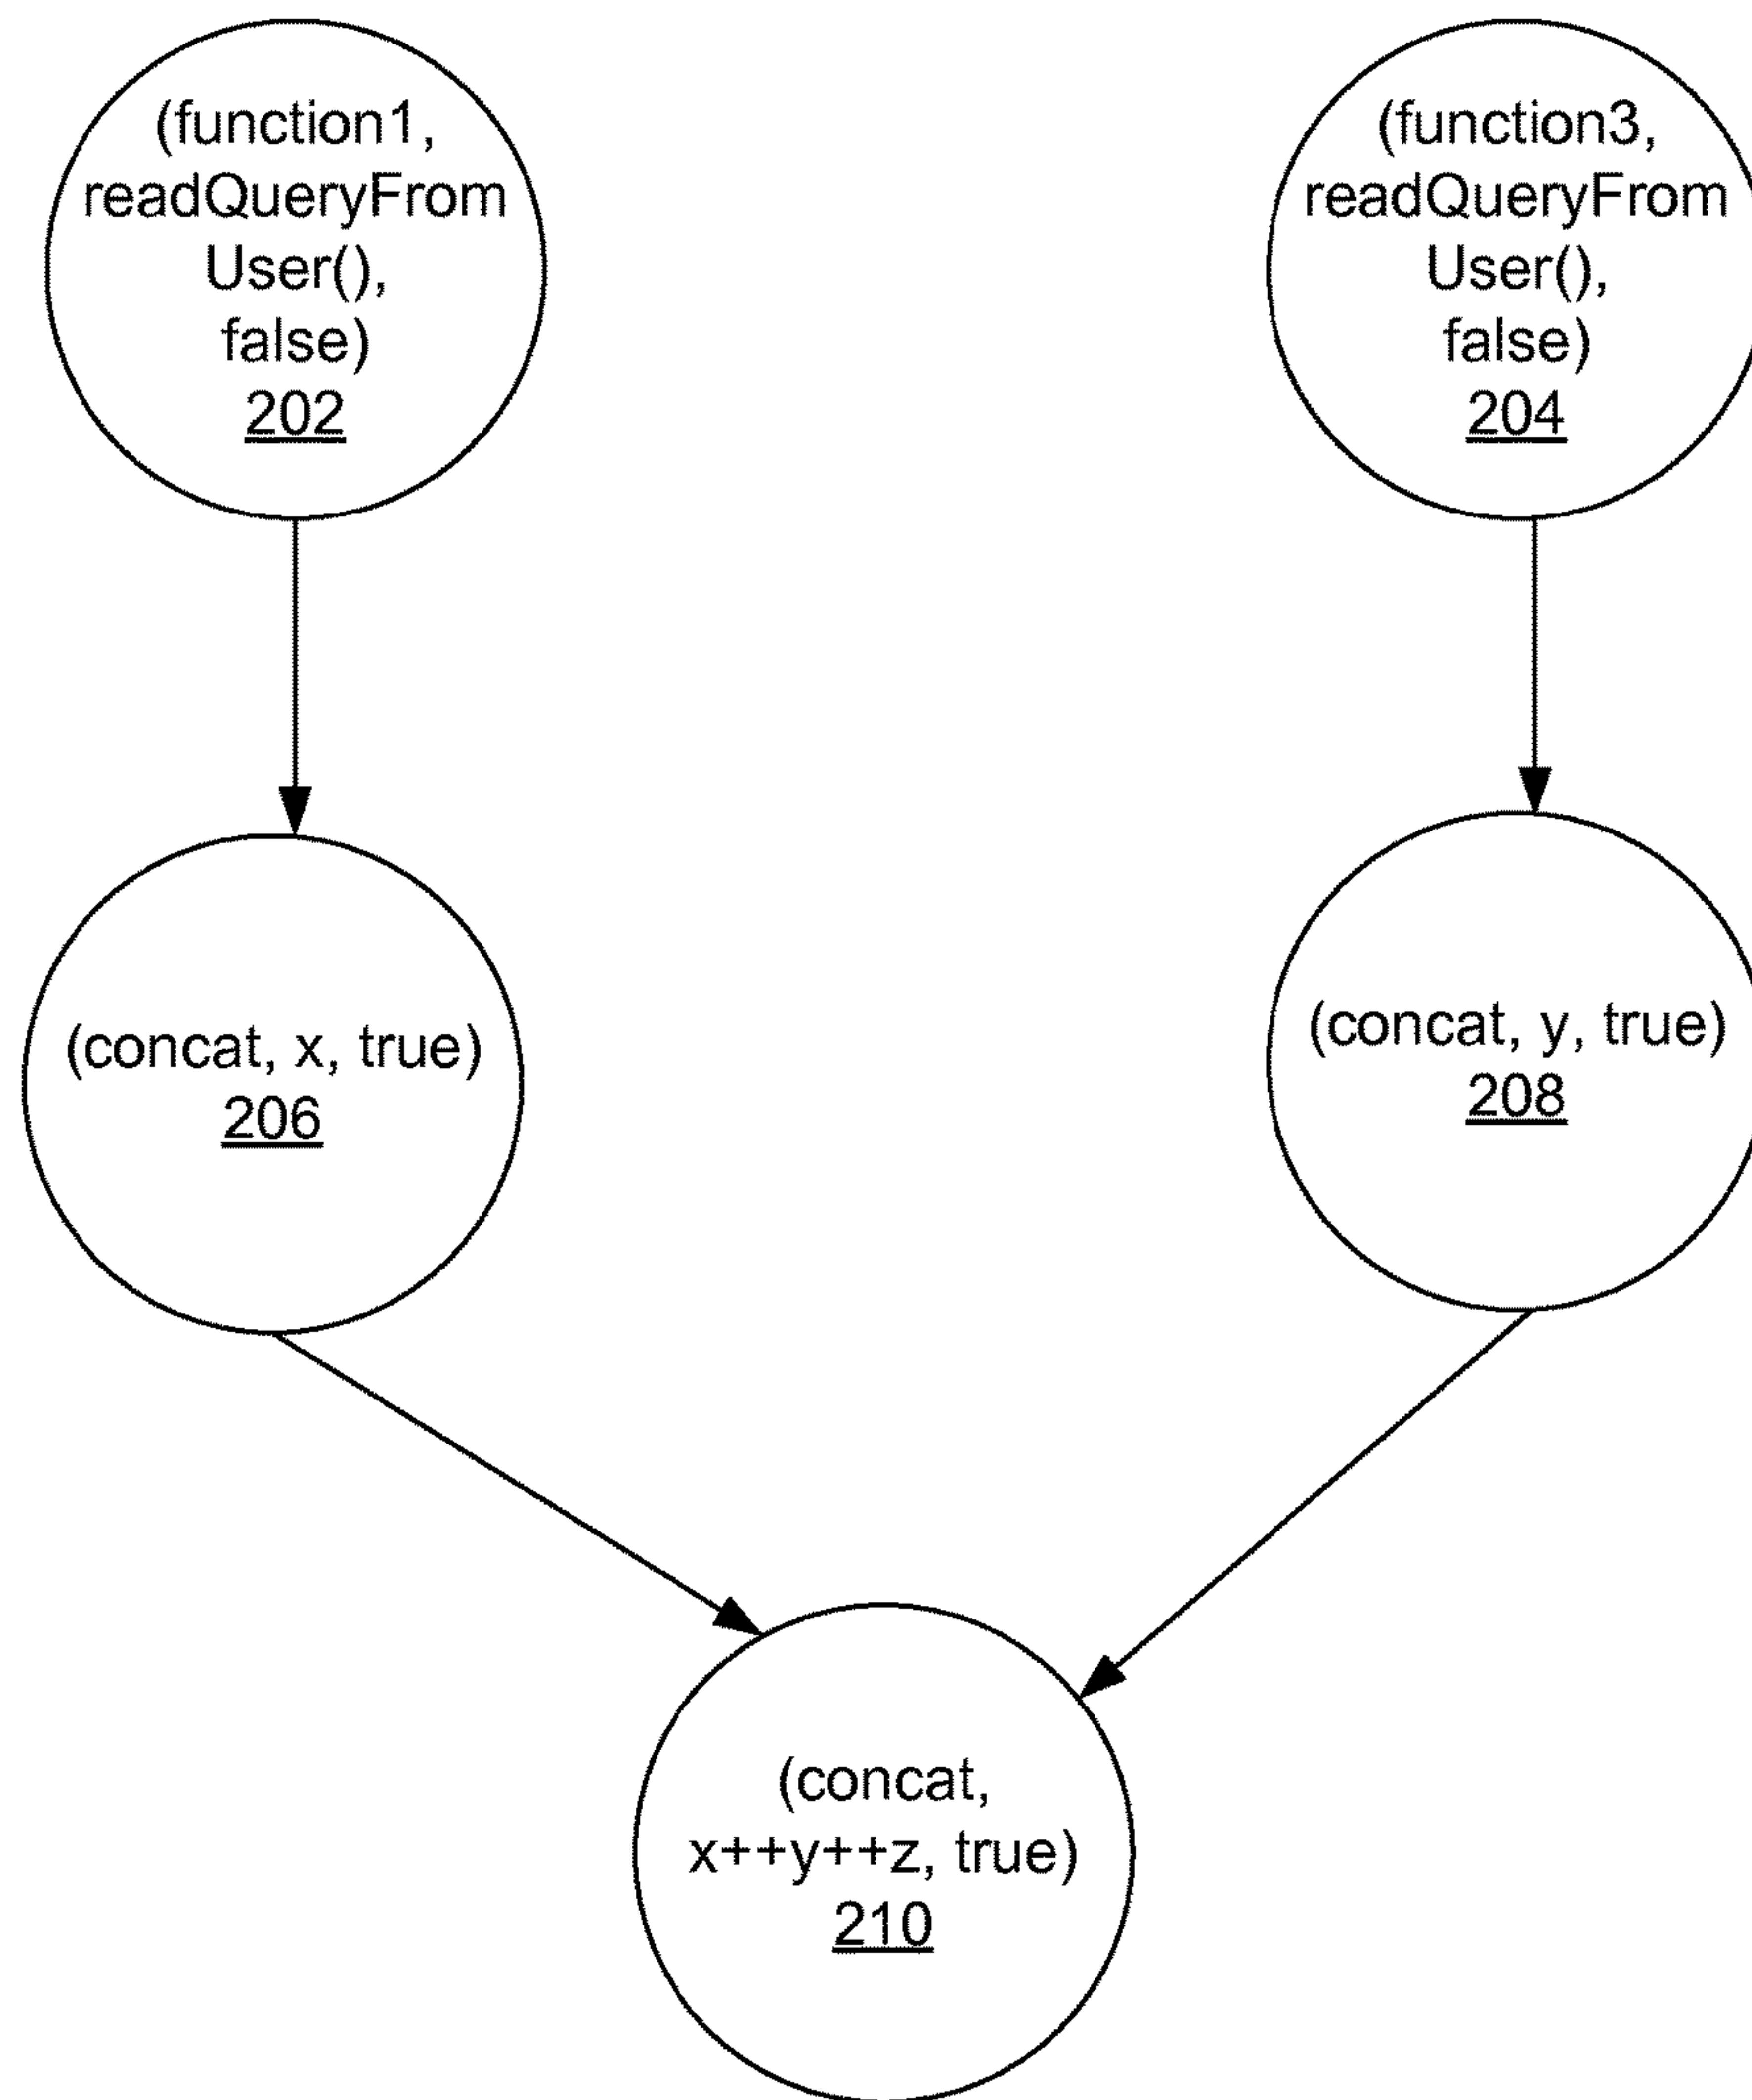 (function1,
readQueryFrom
User(),
false)
202
(function3,
readQueryFrom
User(),
false)
204
(concat, x, true)
206
(concat, y, true)
208
(concat,
x++y++z, true)
210